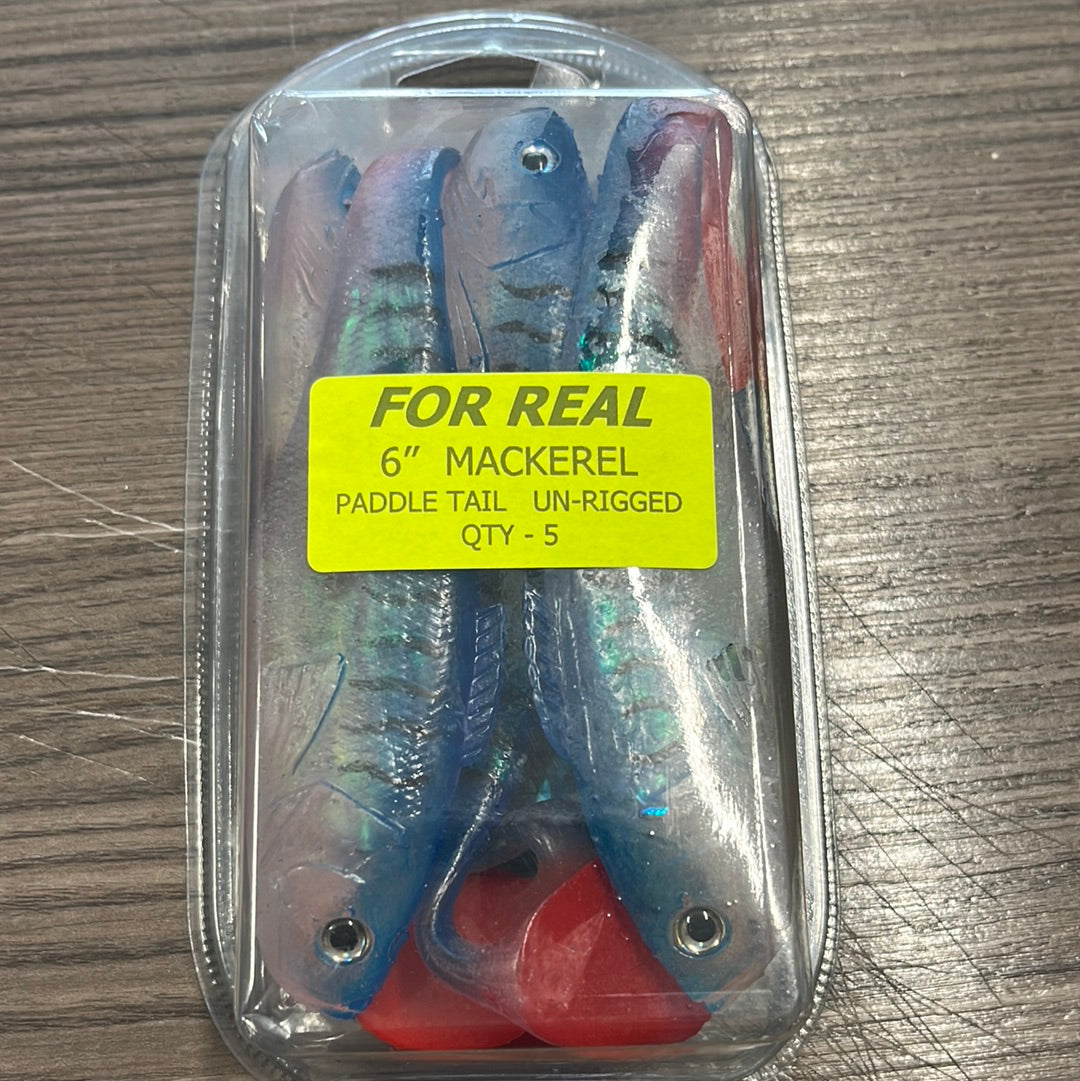 FOR REAL
6" MACKEREL
PADDLE TAIL UN-RIGGED
QTY - 5